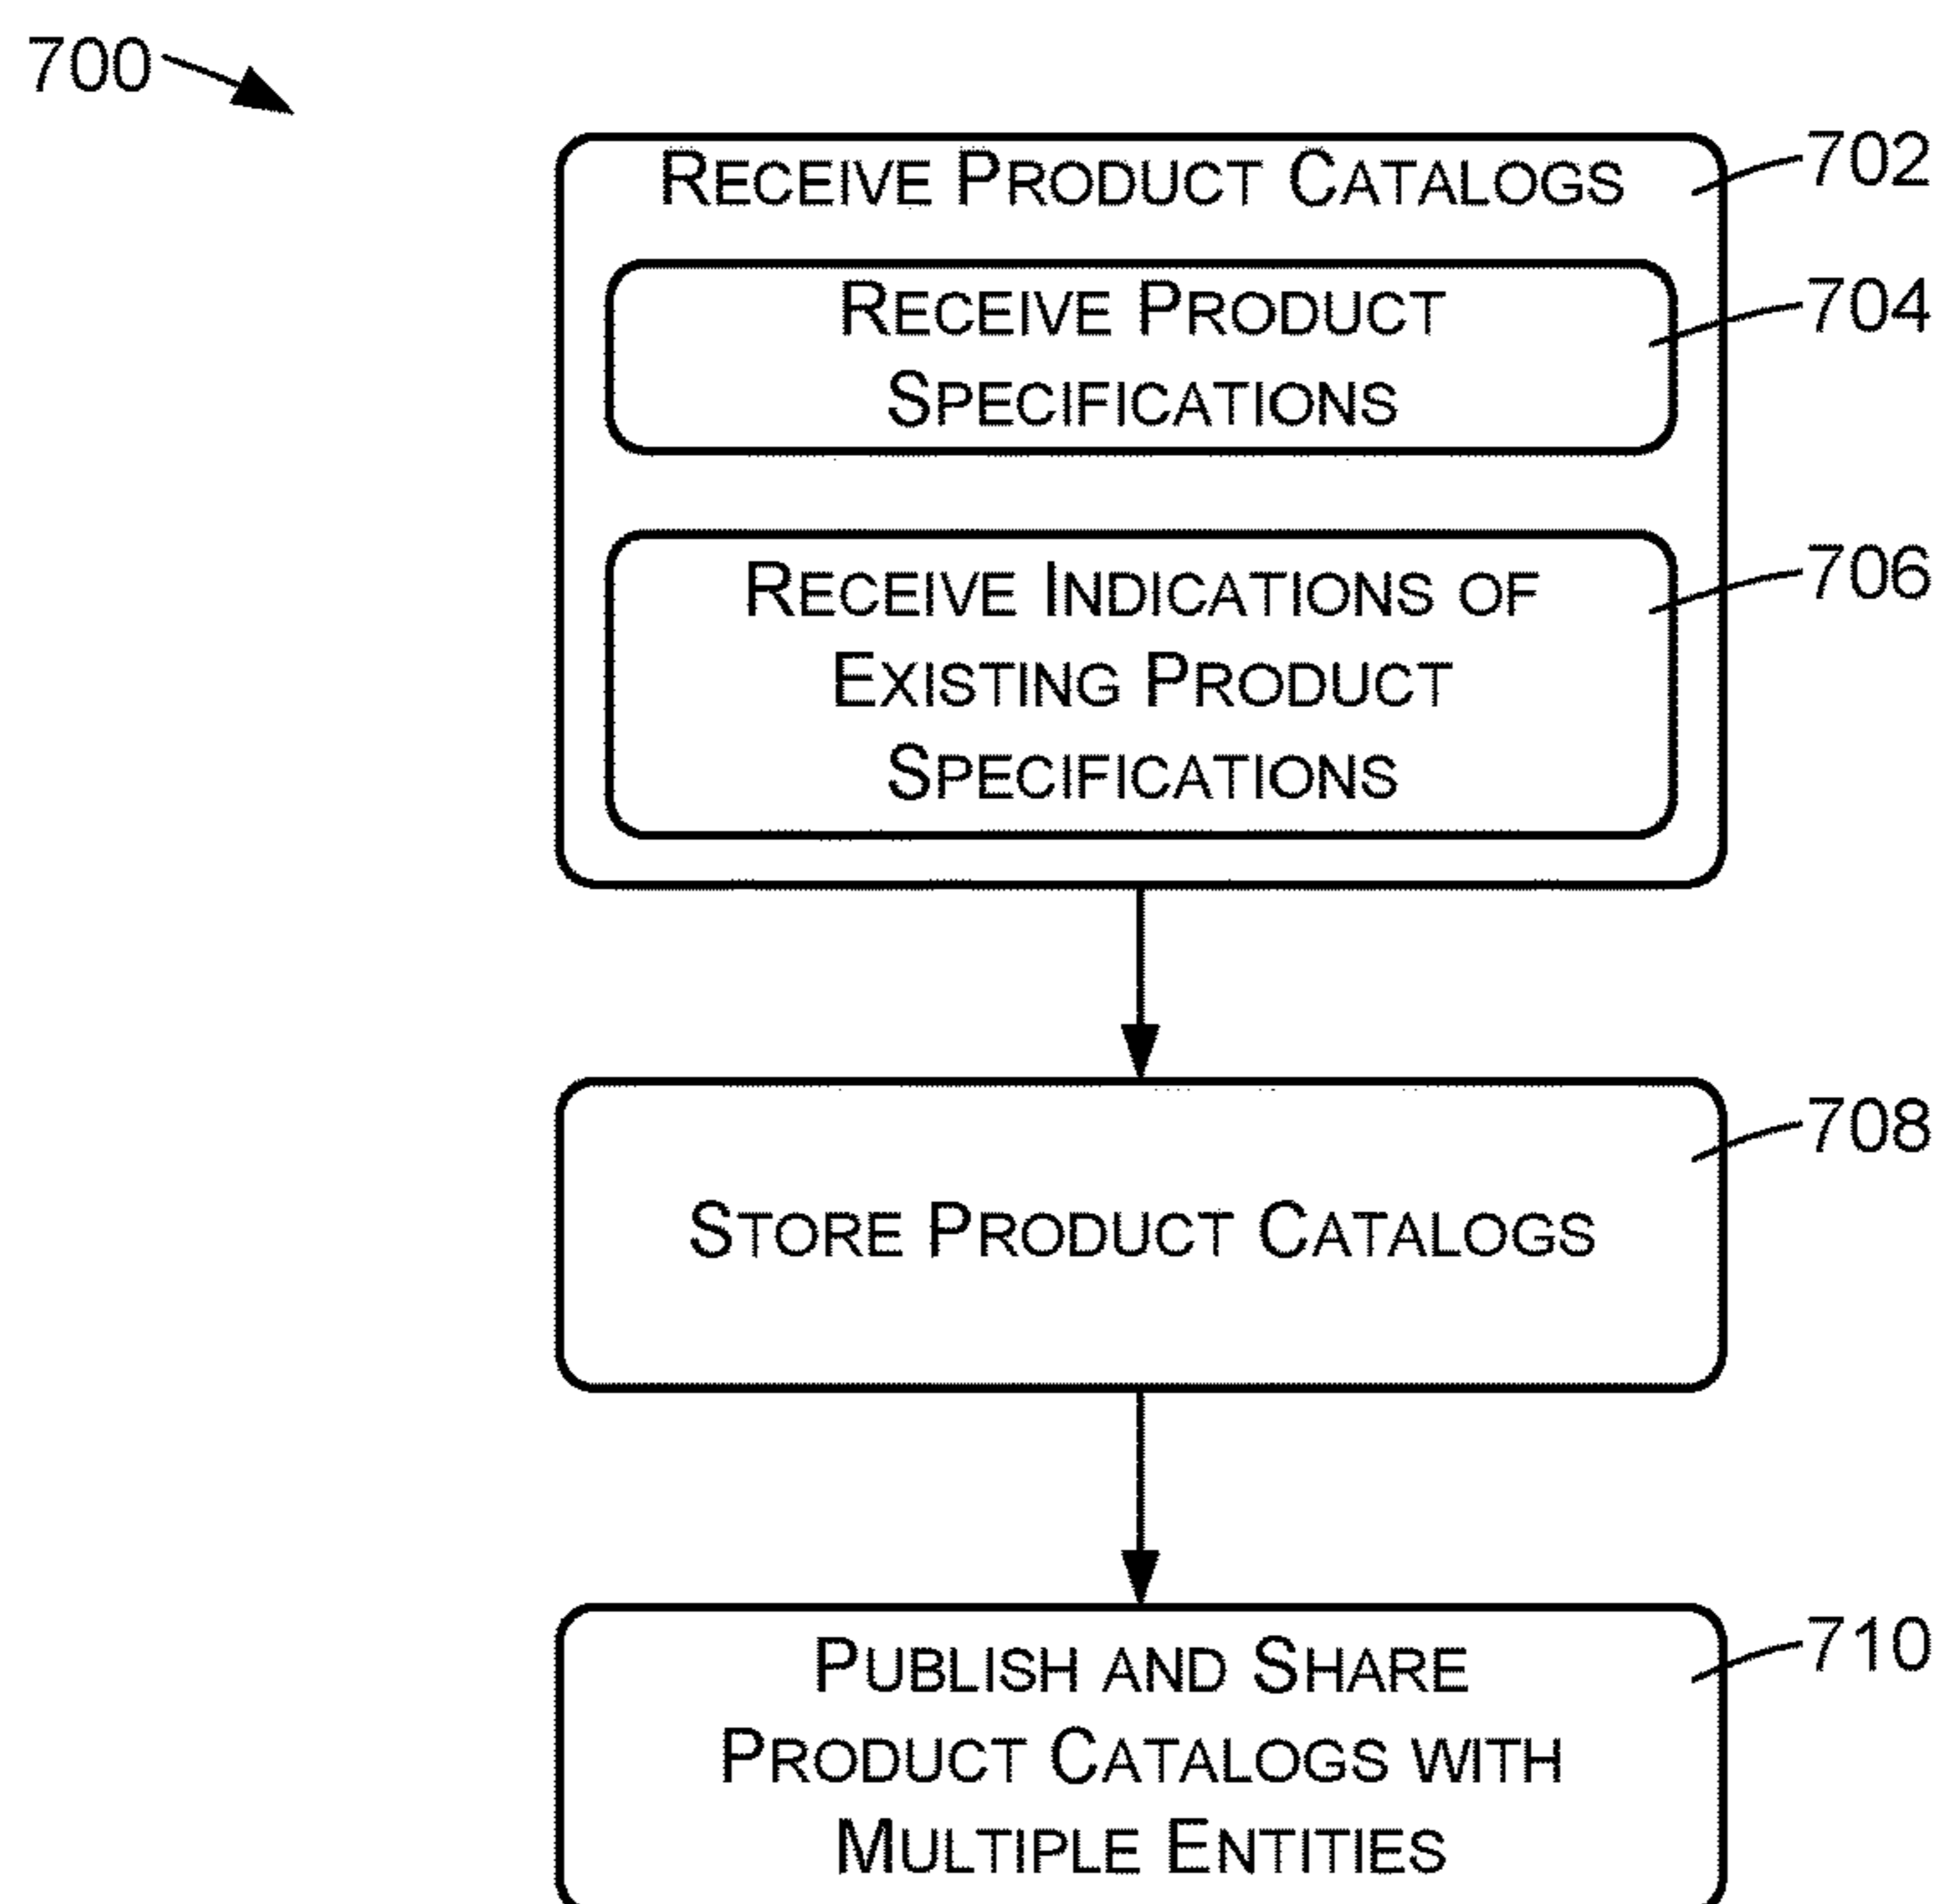 700
RECEIVE PRODUCT CATALOGS
702
RECEIVE PRODUCT
SPECIFICATIONS
704
RECEIVE INDICATIONS OF
EXISTING PRODUCT
SPECIFICATIONS
706
STORE PRODUCT CATALOGS
708
PUBLISH AND SHARE
PRODUCT CATALOGS WITH
MULTIPLE ENTITIES
710